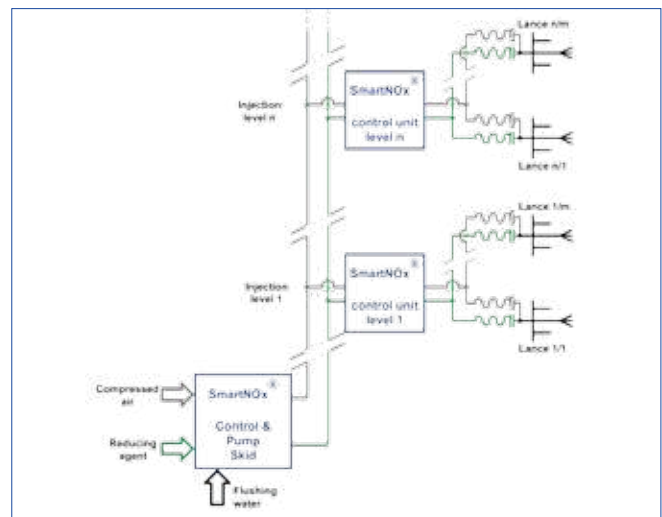 Lance n/m
®
SmartNOx
control unit
level n
Injection
level n
Lance n/1
Lance 1/m
®
SmartNOx
control unit
level 1
Injection
level 1
Lance 1/1
Compressed
air
®
SmartNOx
Control &
Pump
Skid
Reducing
agent
Flushing
water